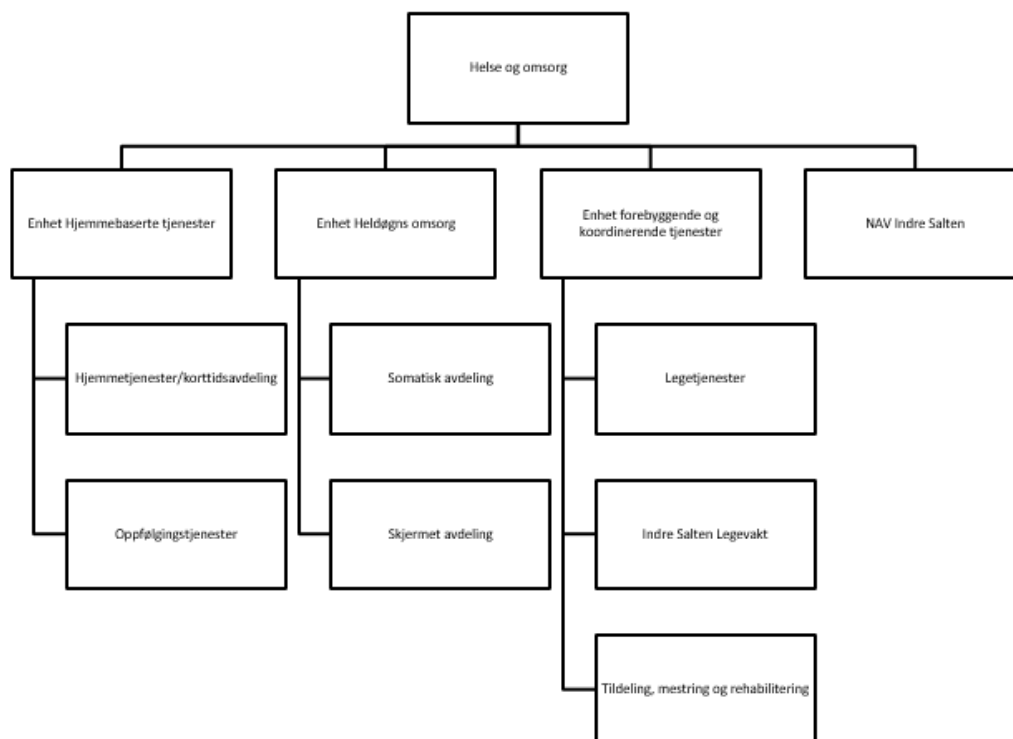 Helse og omsorg
Enhet Hjemmebaserte tjenester
Enhet Heldøgns omsorg
Enhet forebyggende og
koordinerende tjenester
NAV Indre Salten
Hjemmetjenester/korttidsavdeling
Somatisk avdeling
Legetjenester
Oppfølgingstjenester
Skjermet avdeling
Indre Salten Legevakt
Tildeling, mestring og rehabilitering